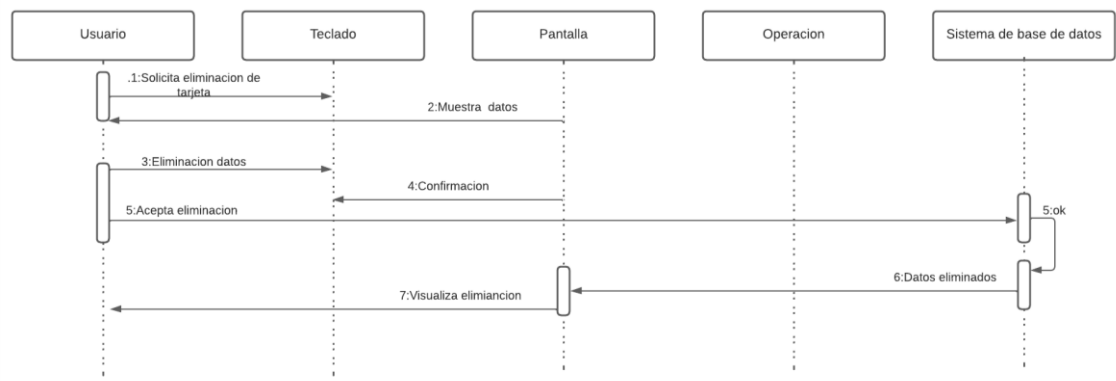 Usuario
Teclado
Pantalla
Operacion
Sistema de base de datos
.1:Solicita eliminacion de
tarjeta
2:Muestra datos
3:Eliminacion datos
4:Confirmacion
5:Acepta eliminacion
5:ok
6:Datos eliminados
7:Visualiza elimiancion